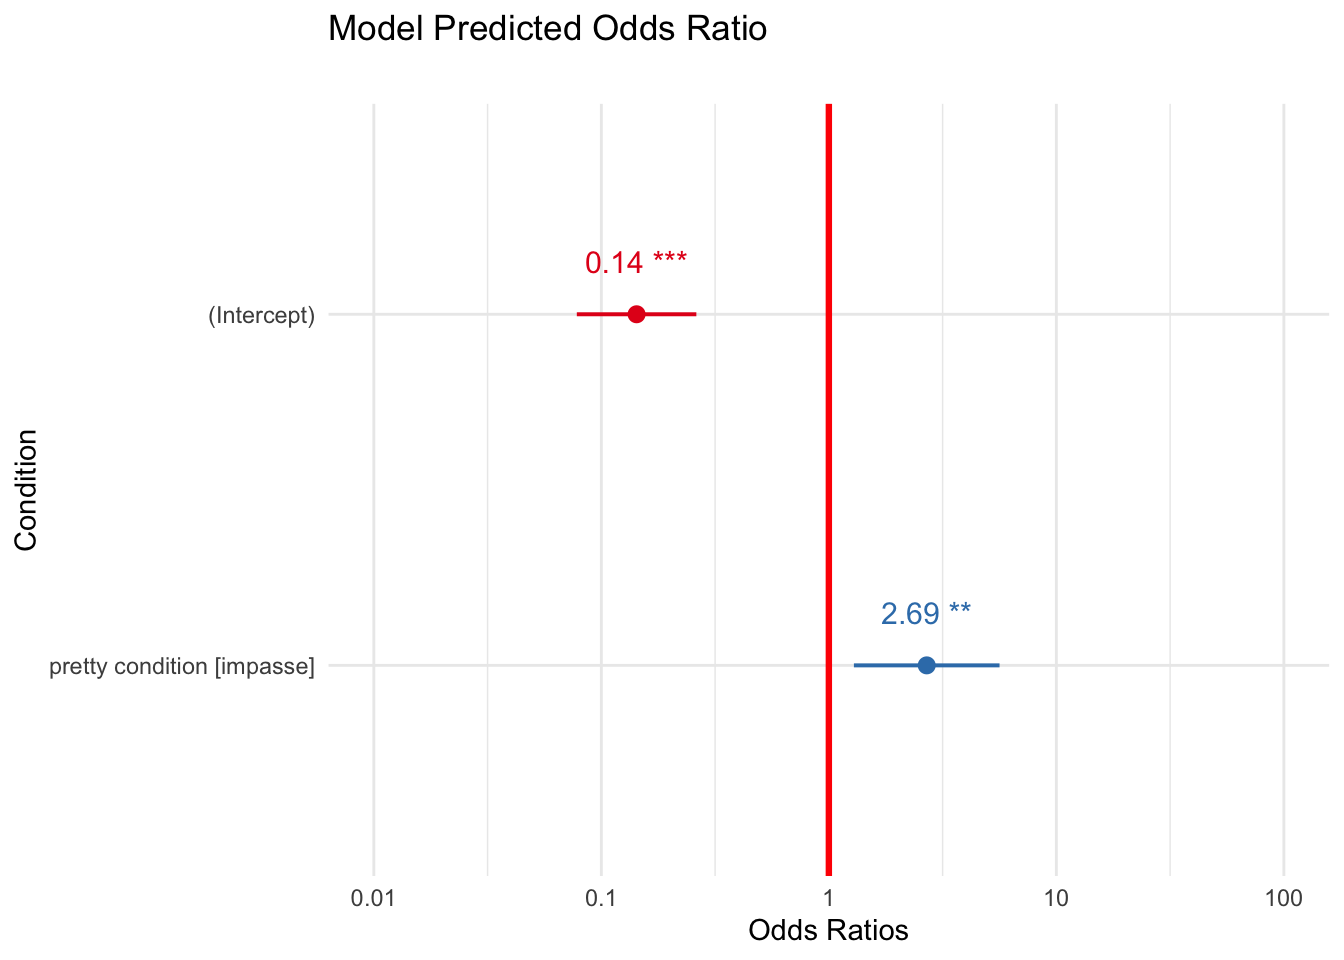 Model Predicted Odds Ratio
0.14 ***
(Intercept)
Condition
2.69 **
pretty condition [impasse]
0.01 0.1 1 10 100
Odds Ratios